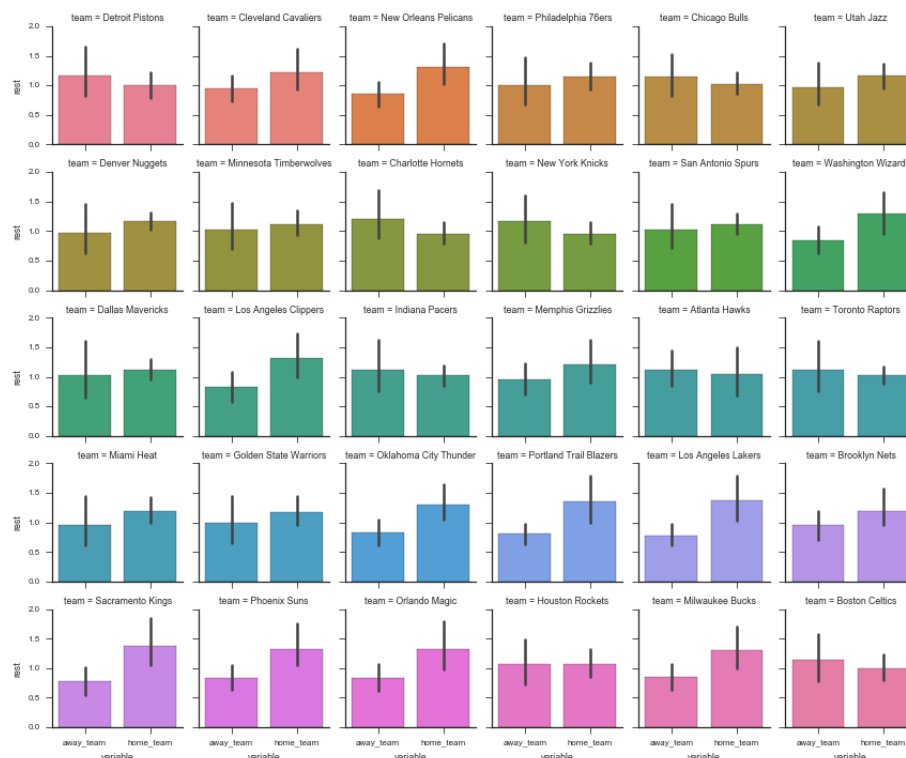 team = Detroit Pistons team = Cleveland Cavaliers team = New Orleans Pelicans team = Philadelphia 76ers team = Chicago Bulls team = Utah Jazz
2.0
1.5
rest
1.0
0.5
0.0
team = Denver Nuggets team = Minnesota Timberwolves team = Charlotte Hornets team = New York Knicks team = San Antonio Spurs team = Washington Wizard
2.0
1.5
rest
1.0
0.5
0.0
team = Dallas Mavericks team = Los Angeles Clippers team = Indiana Pacers team = Memphis Grizzlies team = Atlanta Hawks team = Toronto Raptors
2.0
1.5
rest
1.0
0.5
0.0
team = Miami Heat team = Golden State Warriors team = Oklahoma City Thunder team = Portland Trail Blazers team = Los Angeles Lakers team = Brooklyn Nets
2.0
1.5
rest
1.0
0.5
0.0
team = Sacramento Kings team = Phoenix Suns team = Orlando Magic team = Houston Rockets team = Milwaukee Bucks team = Boston Celtics
2.0
1.5
rest
1.0
0.5
0.0
away_team home_team away_team home_team away_team home_team away_team home_team away_team home_team away_team home_team
variable variable variable variable variable variable